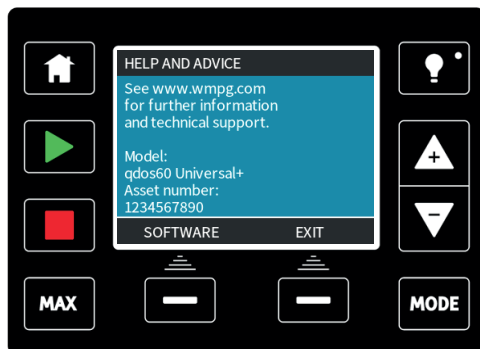 HELP AND ADVICE
See www.wmpg.com
for further information
and technical support.
Model:
qdos60 Universal+
Asset number:
1234567890
SOFTWARE EXIT
MAX
MODE